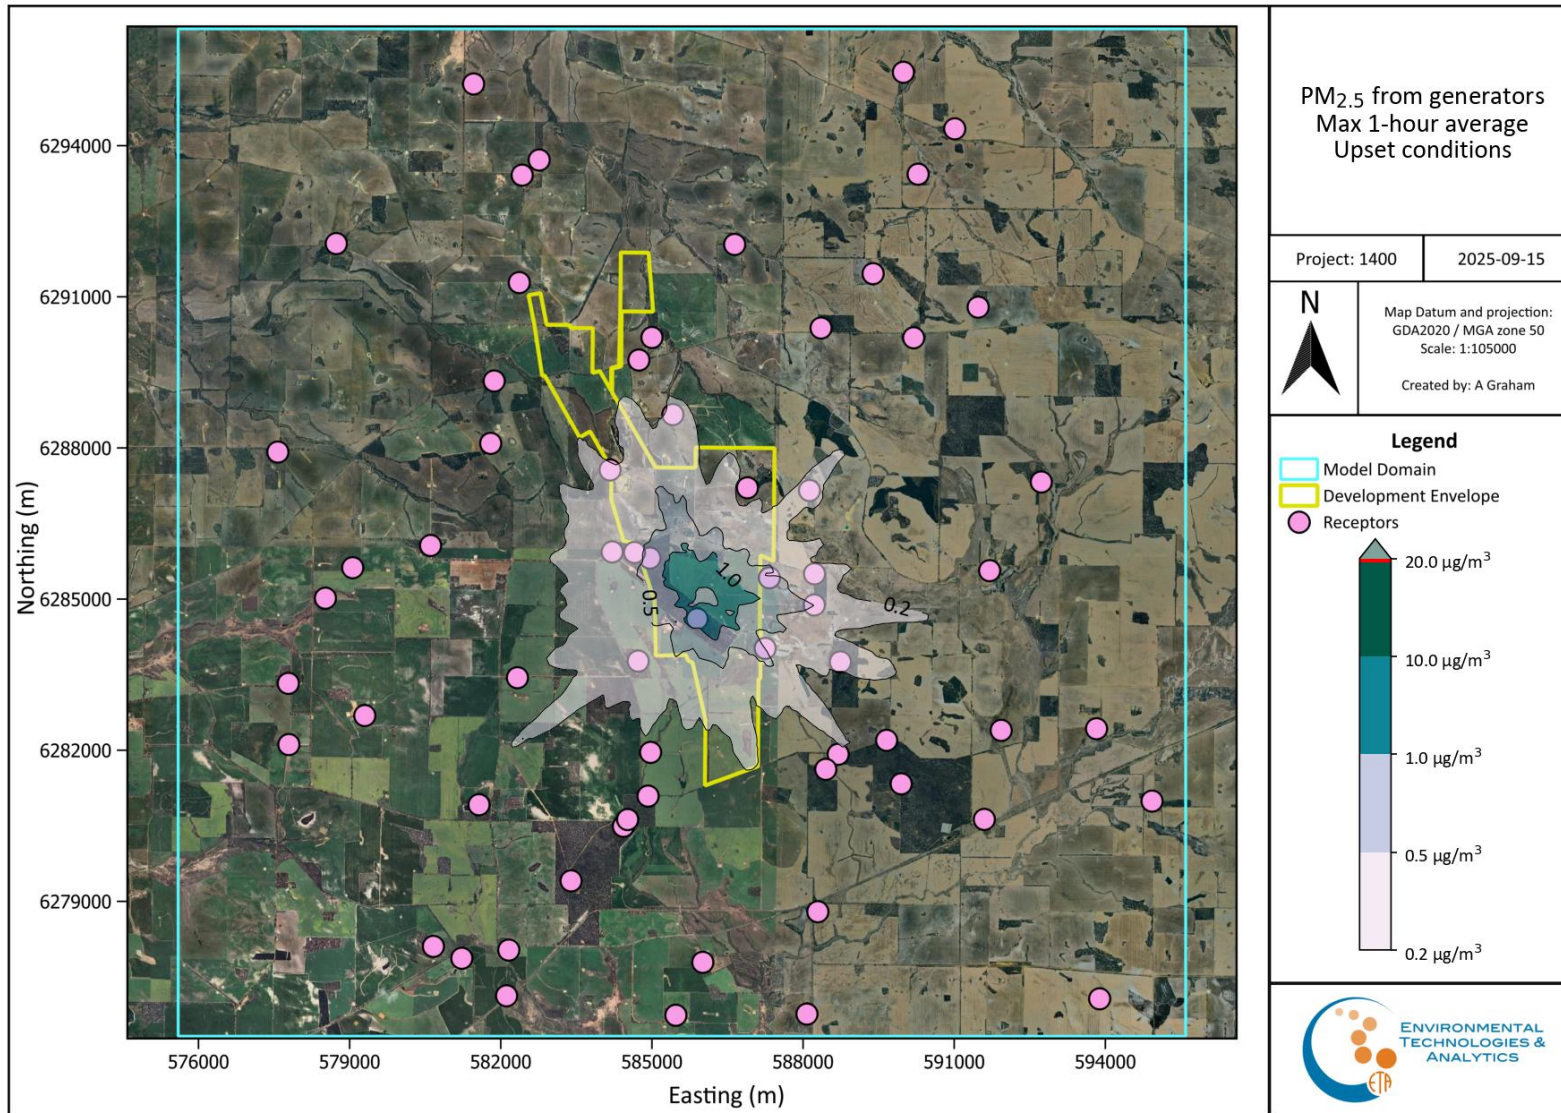 PM2.5 from generators
Max 1-hour average
Upset conditions
Project: 1400
2025-09-15
N
Map Datum and projection:
GDA2020 / MGA zone 50
Scale: 1:105000
Created by: A Graham
Legend
Model Domain
Development Envelope
Receptors
20.0 µg/m³
10.0 µg/m³
1.0 µg/m³
0.5 µg/m³
0.2 µg/m³
ENVIRONMENTAL
TECHNOLOGIES &
ANALYTICS
ETA
Northing (m)
6294000
6291000
6288000
6285000
6282000
6279000
1.0
0.5
0.2
576000
579000
582000
585000
588000
591000
594000
Easting (m)